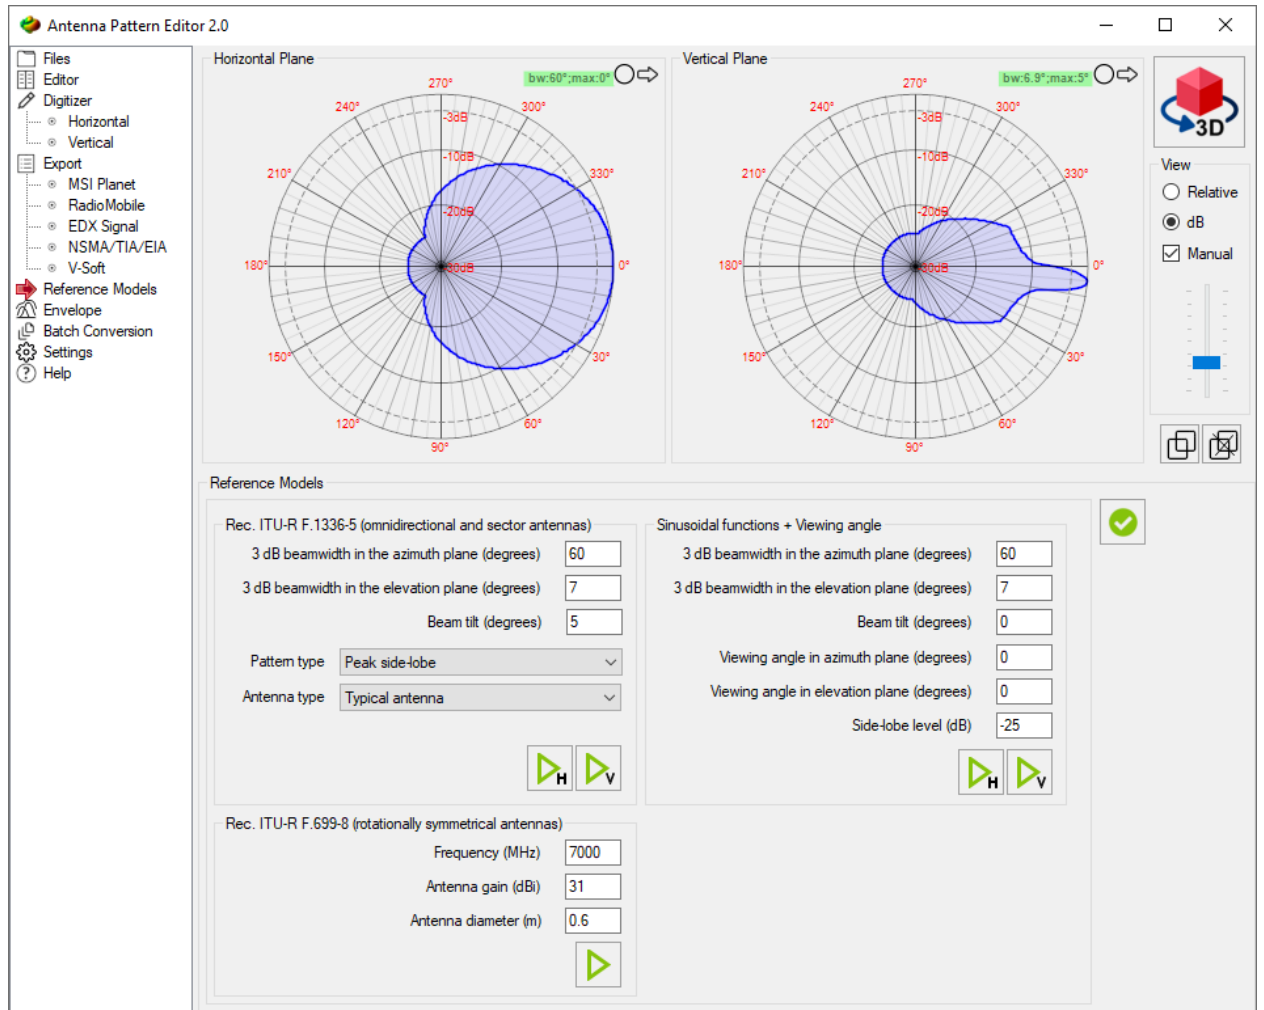 Antenna Pattern Editor 2.0
Files
Editor
Digitizer
Horizontal
Vertical
Export
MSI Planet
RadioMobile
EDX Signal
NSMA/TIA/EIA
V-Soft
Reference Models
Envelope
Batch Conversion
Settings
Help
Horizontal Plane
bw:60°;max:0°
270°
240°
300°
-3dB
-10dB
210°
330°
-20dB
180°
-30dB
0°
150°
30°
120°
60°
90°
Vertical Plane
bw:6.9°;max:5°
270°
240°
300°
-3dB
-10dB
210°
330°
-20dB
180°
-30dB
0°
150°
30°
120°
60°
90°
3D
View
Relative
dB
Manual
Reference Models
Rec. ITU-R F.1336-5 (omnidirectional and sector antennas)
3 dB beamwidth in the azimuth plane (degrees) 60
3 dB beamwidth in the elevation plane (degrees) 7
Beam tilt (degrees) 5
Pattern type Peak side-lobe
Antenna type Typical antenna
H V
Sinusoidal functions + Viewing angle
3 dB beamwidth in the azimuth plane (degrees) 60
3 dB beamwidth in the elevation plane (degrees) 7
Beam tilt (degrees) 0
Viewing angle in azimuth plane (degrees) 0
Viewing angle in elevation plane (degrees) 0
Side-lobe level (dB) -25
H V
Rec. ITU-R F.699-8 (rotationally symmetrical antennas)
Frequency (MHz) 7000
Antenna gain (dBi) 31
Antenna diameter (m) 0.6